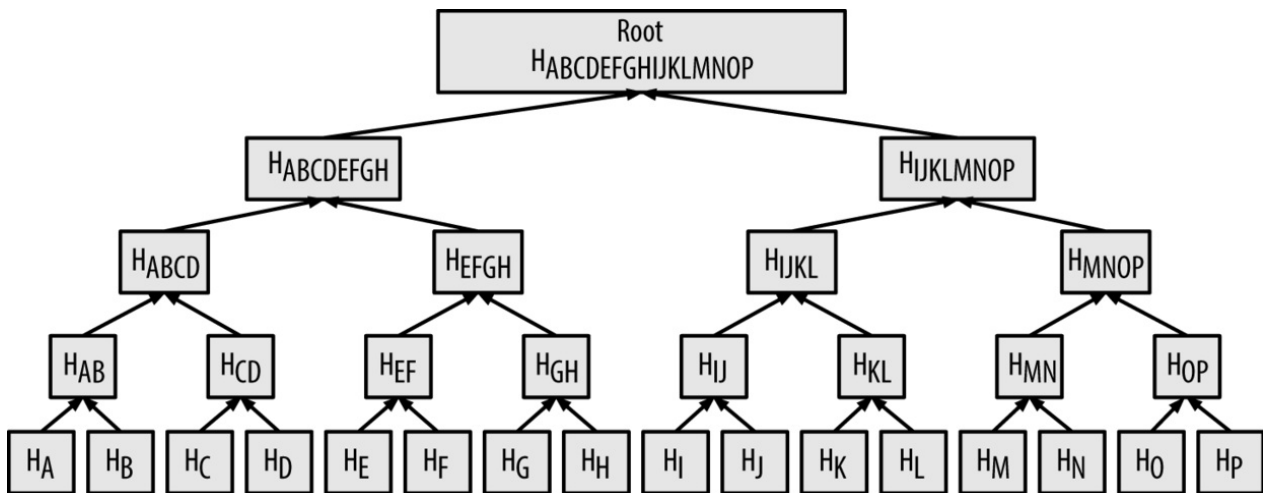 Root
HABCDEFGHIJKLMNOP
HABCDEFGH
HIJKLMNOP
HABCD
HEFGH
HIJKL
HMNOP
HAB
HCD
HEF
HGH
HIJ
HKL
HMN
HOP
HA
HB
HC
HD
HE
HF
HG
HH
HI
HJ
HK
HL
HM
HN
HO
HP